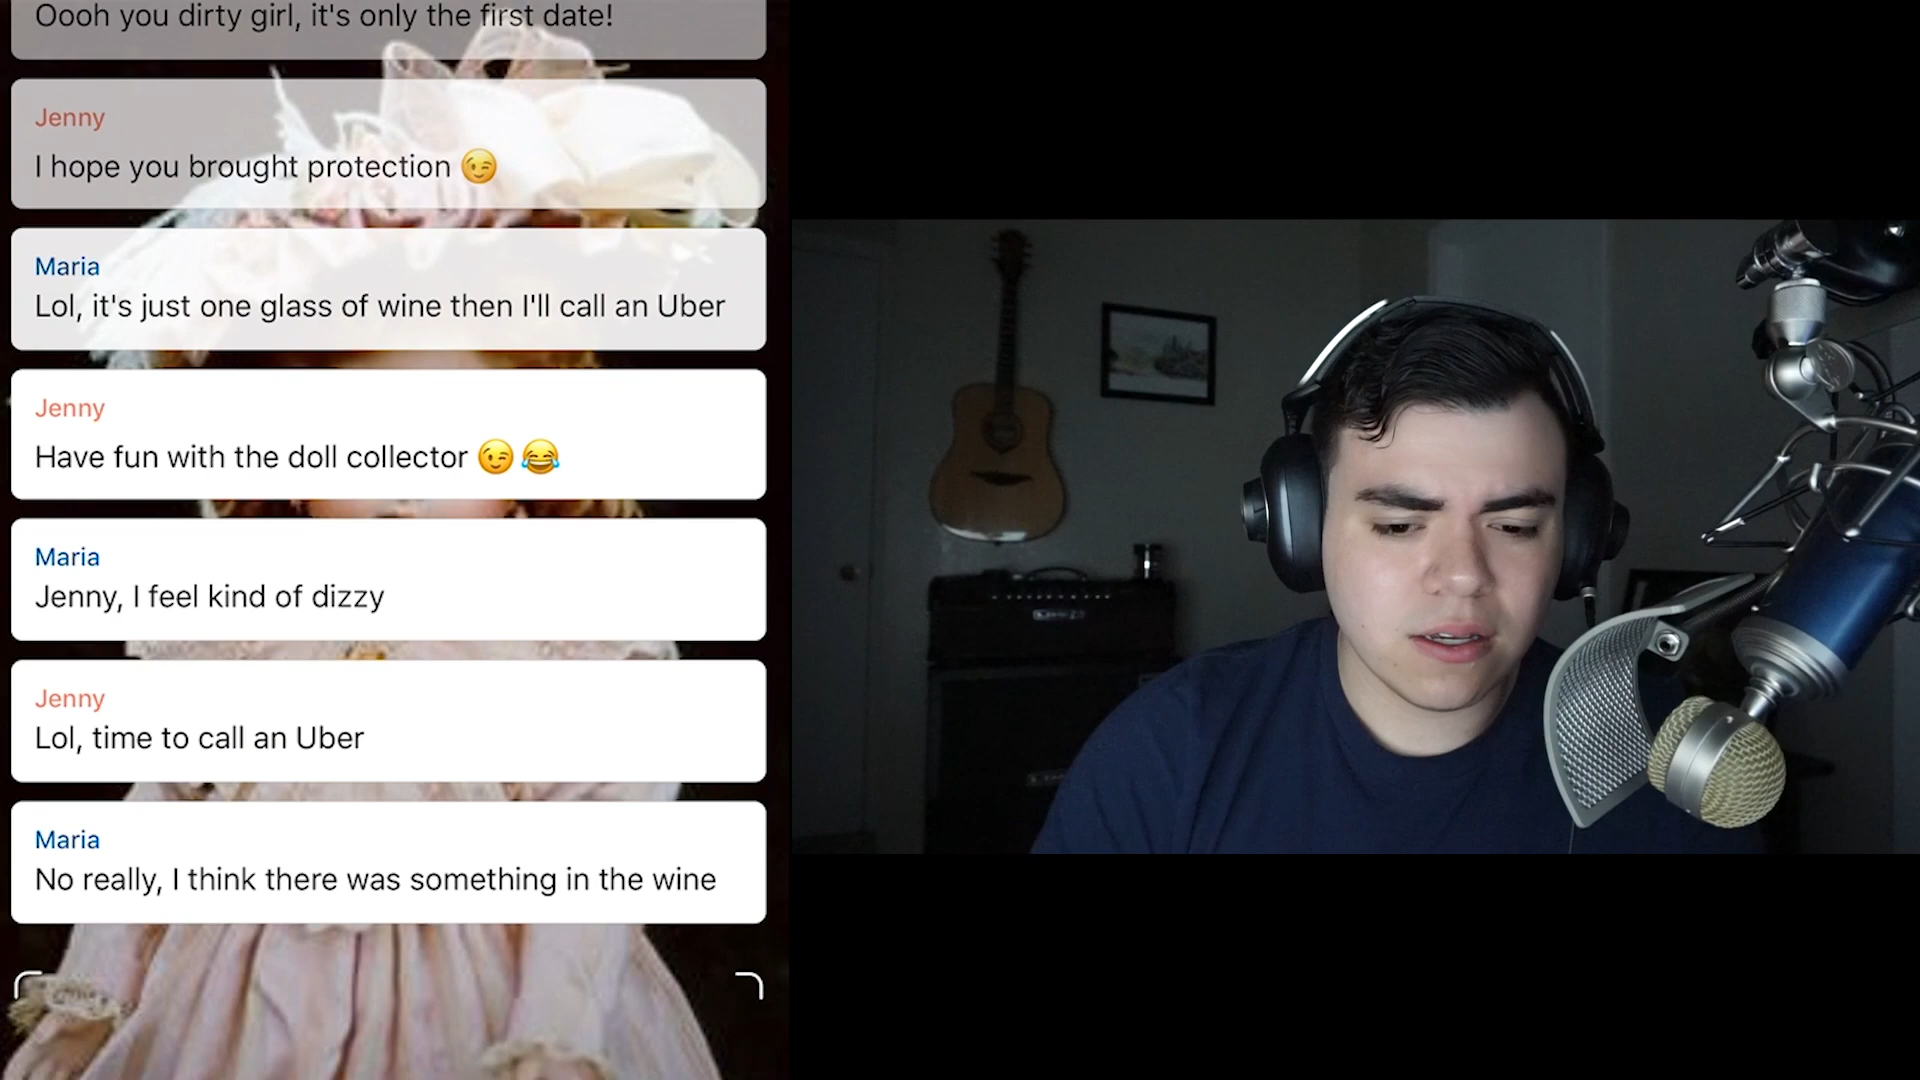 Oooh you dirty girl, it's only the first date!
Jenny
I hope you brought protection 😉
Maria
Lol, it's just one glass of wine then I'll call an Uber
Jenny
Have fun with the doll collector 😉 😂
Maria
Jenny, I feel kind of dizzy
Jenny
Lol, time to call an Uber
Maria
No really, I think there was something in the wine